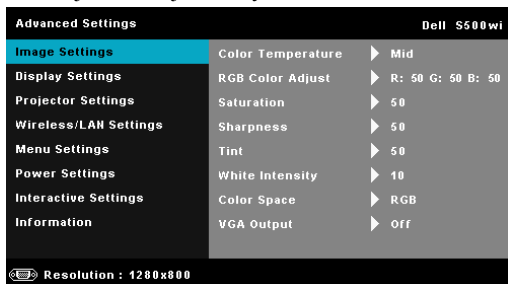 Advanced Settings Dell S500wi
Image Settings Color Temperature Mid
Display Settings RGB Color Adjust R: 50 G: 50 B: 50
Projector Settings Saturation 50
Wireless/LAN Settings Sharpness 50
Menu Settings Tint 50
Power Settings White Intensity 10
Interactive Settings Color Space RGB
Information VGA Output Off
Resolution : 1280x800